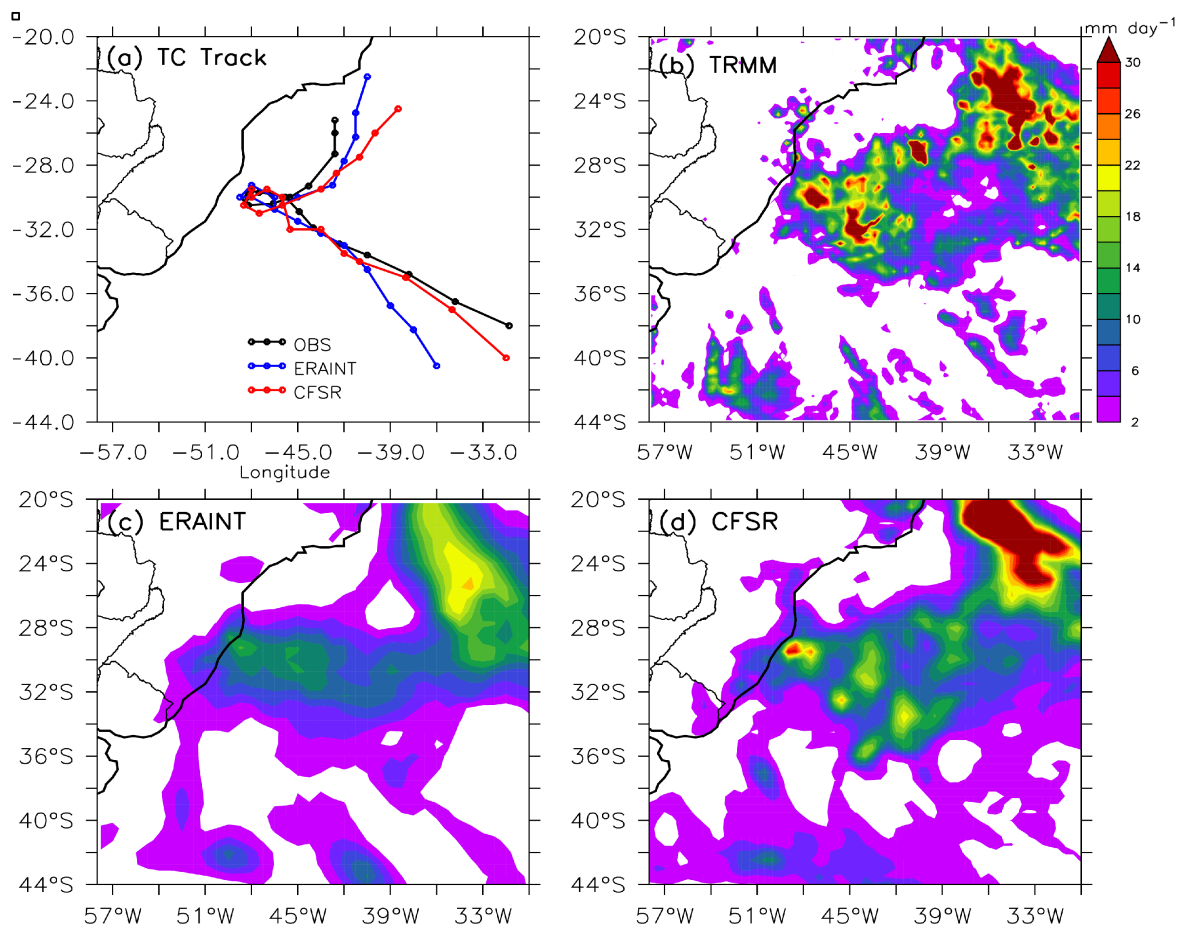 mm day⁻¹
(a) TC Track
-20.0
-24.0
-28.0
-32.0
-36.0
-40.0
-44.0
OBS
ERAINT
CFSR
-57.0 -51.0 -45.0 -39.0 -33.0
Longitude
(b) TRMM
20°S
24°S
28°S
32°S
36°S
40°S
44°S
57°W 51°W 45°W 39°W 33°W
30
26
22
18
14
10
6
2
(c) ERAINT
20°S
24°S
28°S
32°S
36°S
40°S
44°S
57°W 51°W 45°W 39°W 33°W
(d) CFSR
20°S
24°S
28°S
32°S
36°S
40°S
44°S
57°W 51°W 45°W 39°W 33°W